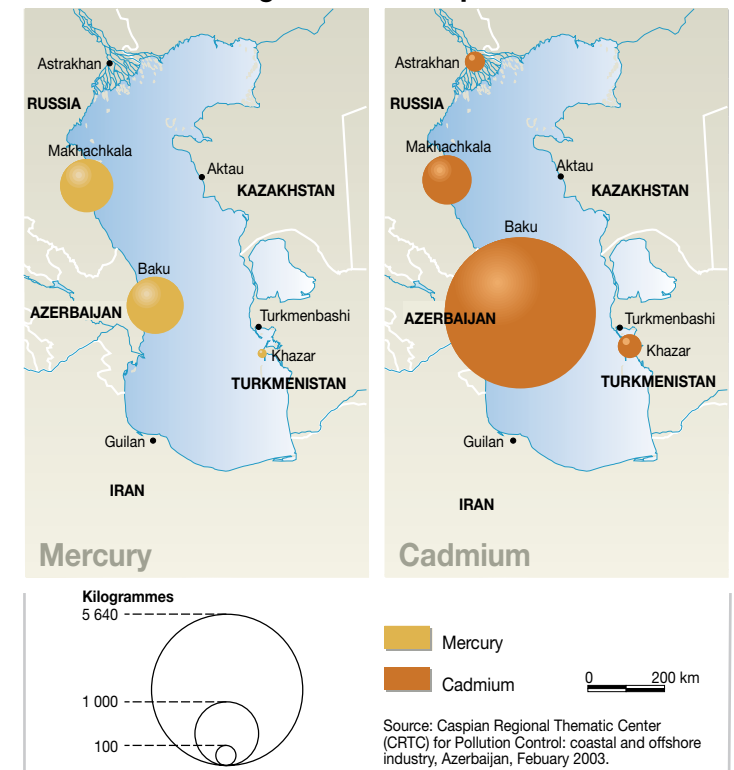 Astrakhan
RUSSIA
Makhachkala
Aktau
KAZAKHSTAN
Baku
AZERBAIJAN
Turkmenbashi
Khazar
TURKMENISTAN
Guilan
IRAN
Mercury
Astrakhan
RUSSIA
Makhachkala
Aktau
KAZAKHSTAN
Baku
AZERBAIJAN
Turkmenbashi
Khazar
TURKMENISTAN
Guilan
IRAN
Cadmium
Kilogrammes
5 640
1 000
100
Mercury
Cadmium
0 200 km
Source: Caspian Regional Thematic Center
(CRTC) for Pollution Control: coastal and offshore
industry, Azerbaijan, Febuary 2003.